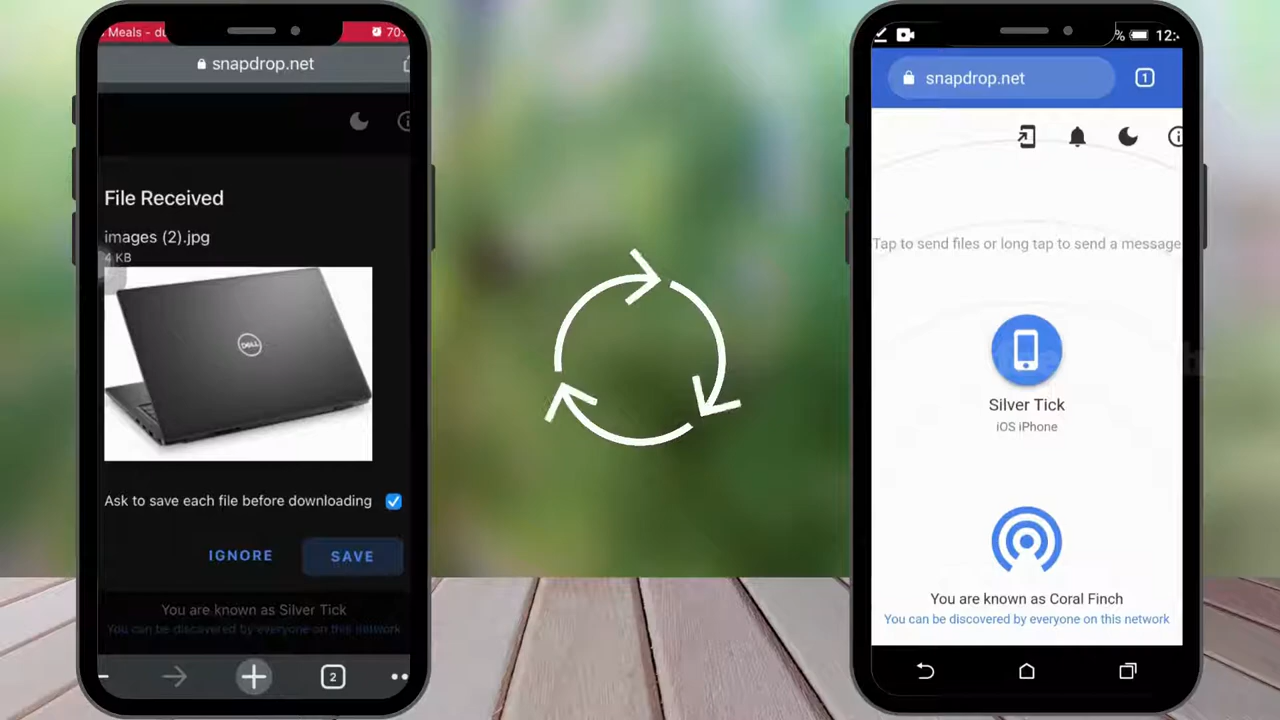 Meals - du
70
snapdrop.net
File Received
images (2).jpg
4 KB
DELL
Ask to save each file before downloading
IGNORE
SAVE
You are known as Silver Tick
You can be discovered by everyone on this network
2
% 12:
snapdrop.net
1
Tap to send files or long tap to send a message
Silver Tick
iOS iPhone
You are known as Coral Finch
You can be discovered by everyone on this network